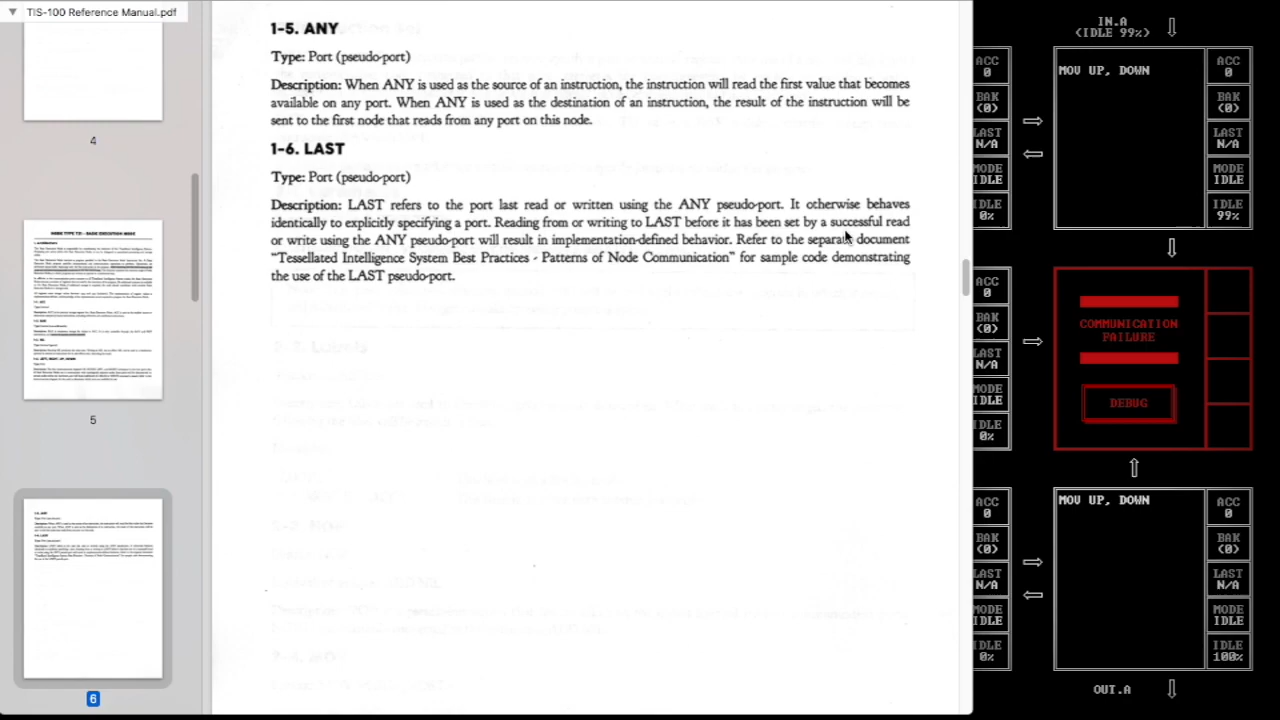 TIS-100 Reference Manual.pdf
4
5
6
1-5. ANY
Type: Port (pseudo-port)
Description: When ANY is used as the source of an instruction, the instruction will read the first value that becomes
available on any port. When ANY is used as the destination of an instruction, the result of the instruction will be
sent to the first node that reads from any port on this node.
1-6. LAST
Type: Port (pseudo-port)
Description: LAST refers to the port last read or written using the ANY pseudo-port. It otherwise behaves
identically to explicitly specifying a port. Reading from or writing to LAST before it has been set by a successful read
or write using the ANY pseudo-port will result in implementation-defined behavior. Refer to the separate document
“Tessellated Intelligence System Best Practices - Patterns of Node Communication” for sample code demonstrating
the use of the LAST pseudo-port.
IN.A
(IDLE 99%)
ACC
0
BAK
(0)
LAST
N/A
MODE
IDLE
IDLE
0%
MOV UP, DOWN
ACC
0
BAK
(0)
LAST
N/A
MODE
IDLE
IDLE
99%
ACC
0
BAK
(0)
LAST
N/A
MODE
IDLE
IDLE
0%
COMMUNICATION
FAILURE
DEBUG
ACC
0
BAK
(0)
LAST
N/A
MODE
IDLE
IDLE
0%
MOV UP, DOWN
ACC
0
BAK
(0)
LAST
N/A
MODE
IDLE
IDLE
100%
OUT.A